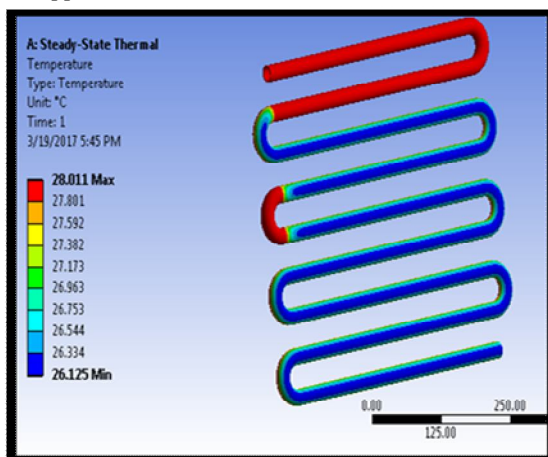 A: Steady-State Thermal
Temperature
Type: Temperature
Unit: °C
Time: 1
3/19/2017 5:45 PM
28.011 Max
27.801
27.592
27.382
27.173
26.963
26.753
26.544
26.334
26.125 Min
0.00
250.00
125.00